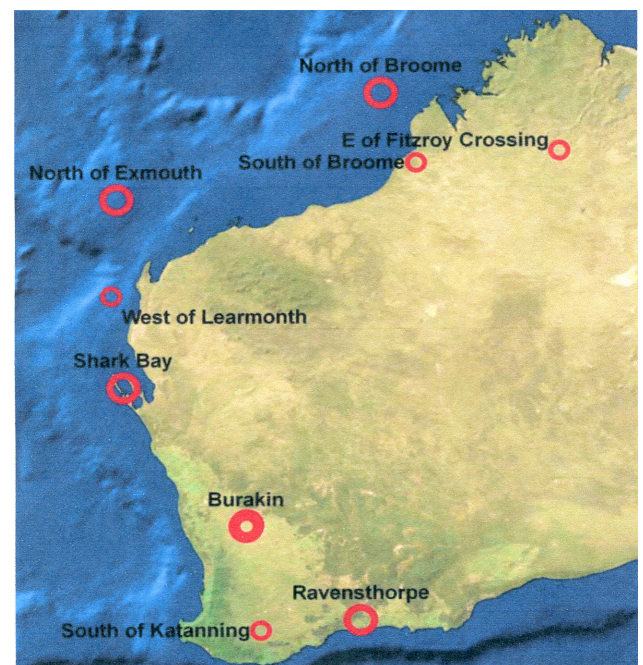 North of Broome
E of Fitzroy Crossing
South of Broome
North of Exmouth
West of Learmonth
Shark Bay
Burakin
Ravensthorpe
South of Katanning